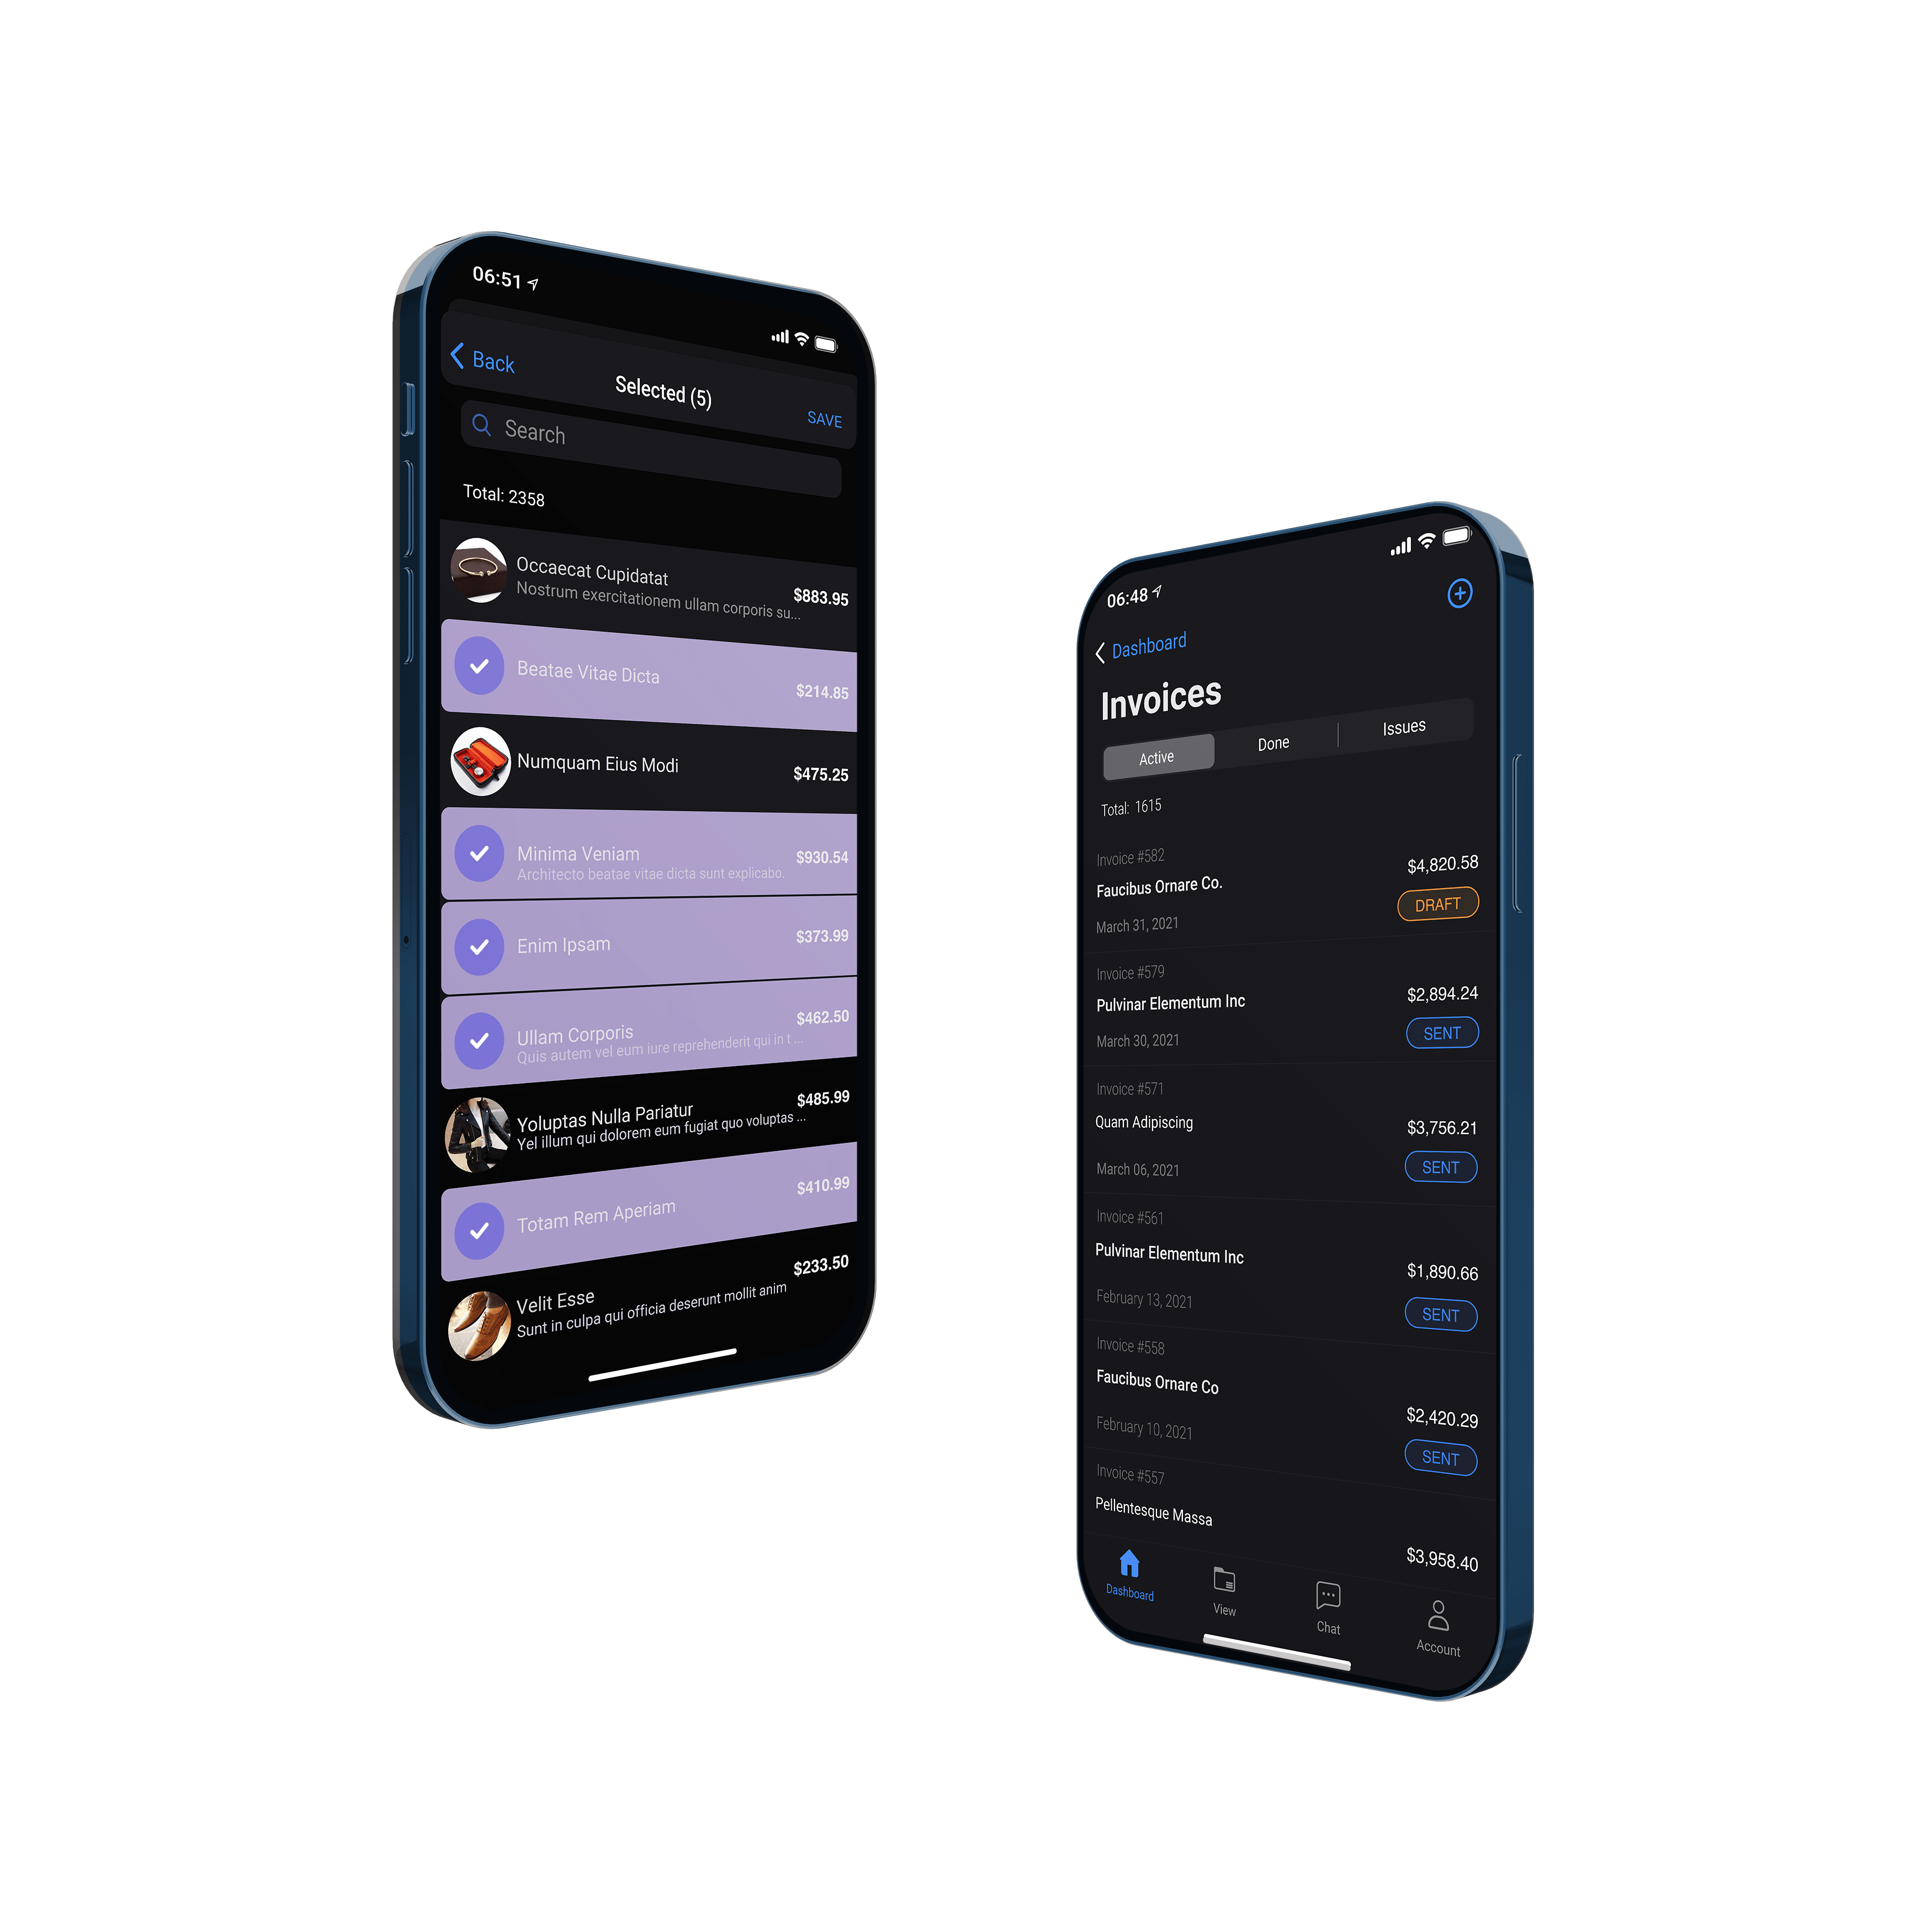 06:51
Back
Selected (5)
SAVE
Search
Total: 2358
Occaecat Cupidatat
Nostrum exercitationem ullam corporis su...
$883.95
Beatae Vitae Dicta
$214.85
Numquam Eius Modi
$475.25
Minima Veniam
Architecto beatae vitae dicta sunt explicabo.
$930.54
Enim Ipsam
$373.99
Ullam Corporis
Quis autem vel eum iure reprehenderit qui in t ...
$462.50
Yoluptas Nulla Pariatur
Yel illum qui dolorem eum fugiat quo voluptas ...
$485.99
Totam Rem Aperiam
$410.99
Velit Esse
Sunt in culpa qui officia deserunt mollit anim
$233.50
06:48
Dashboard
Invoices
Active
Done
Issues
Total: 1615
Invoice #582
Faucibus Ornare Co.
March 31, 2021
$4,820.58
DRAFT
Invoice #579
Pulvinar Elementum Inc
March 30, 2021
$2,894.24
SENT
Invoice #571
Quam Adipiscing
March 06, 2021
$3,756.21
SENT
Invoice #561
Pulvinar Elementum Inc
February 13, 2021
$1,890.66
SENT
Invoice #558
Faucibus Ornare Co
February 10, 2021
$2,420.29
SENT
Invoice #557
Pellentesque Massa
$3,958.40
Dashboard
View
Chat
Account